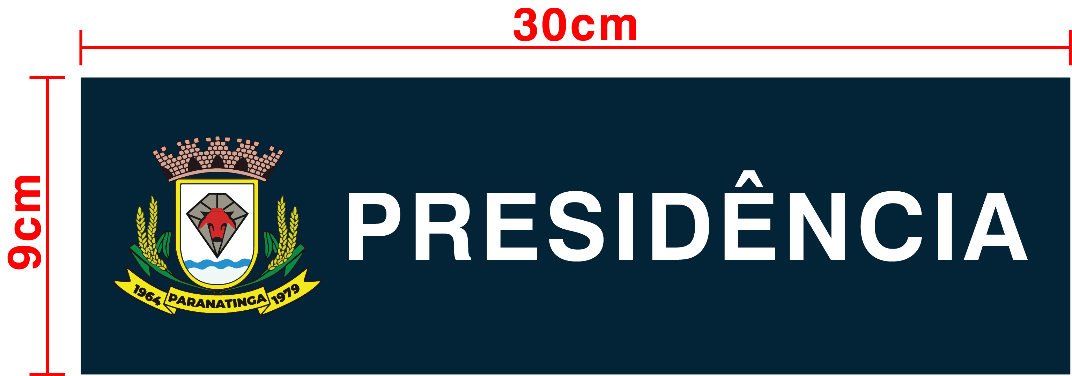 30cm
9cm
PRESIDÊNCIA
1964 PARANATINGA 1979